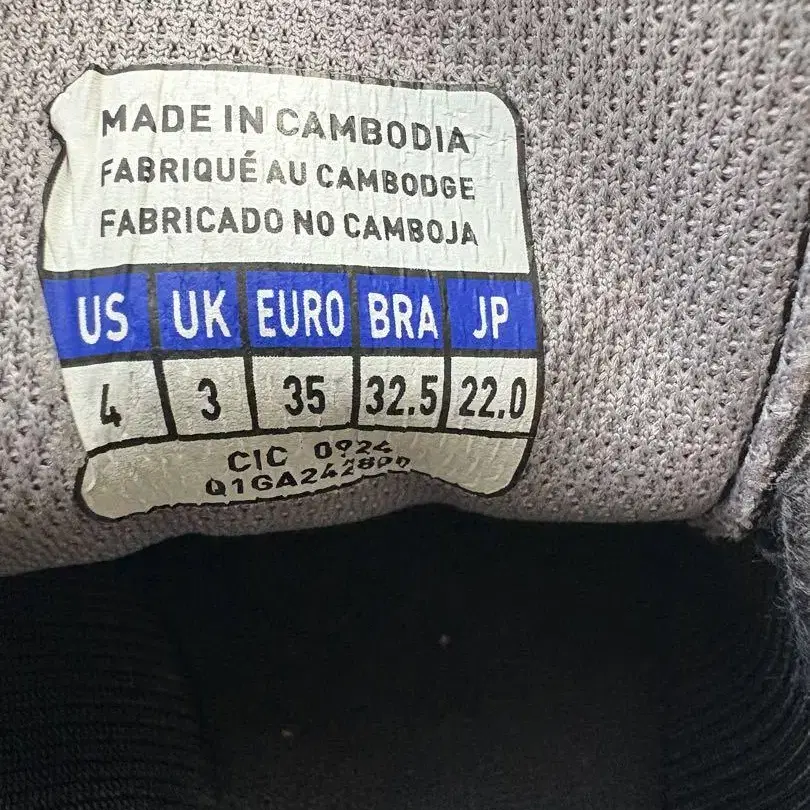 MADE IN CAMBODIA
FABRIQUÉ AU CAMBODGE
FABRICADO NO CAMBOJA
US UK EURO BRA JP
4 3 35 32.5 22.0
CIC 0924